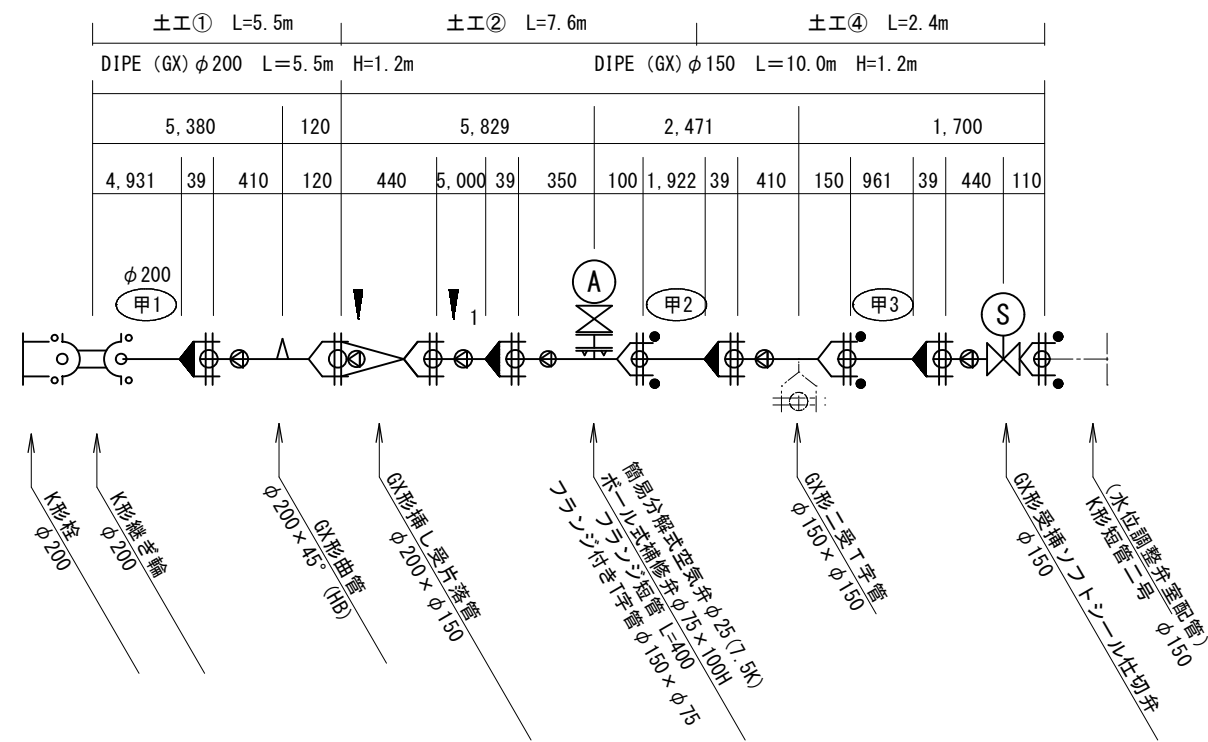 土工① L=5.5m
土工② L=7.6m
土工④ L=2.4m
DIPE (GX)φ200 L＝5.5m H=1.2m
DIPE (GX)φ150 L＝10.0m H=1.2m
5,380
120
5,829
2,471
1,700
4,931
39
410
120
440
5,000
39
350
100
1,922
39
410
150
961
39
440
110
φ200
甲1
1
A
甲2
甲3
S
K形栓
φ200
K形継ぎ輪
φ200
GX形曲管
φ200×45°(HB)
GX形挿し受片落管
φ200×φ150
簡易分解式空気弁φ25(7.5K)
ボール式補修弁φ75×100H
フランジ短管 L=400
フランジ付きT字管φ150×φ75
GX形二受T字管
φ150×φ150
GX形受挿ソフトシール仕切弁
φ150
(水位調整弁室配管)
K形短管二号
φ150